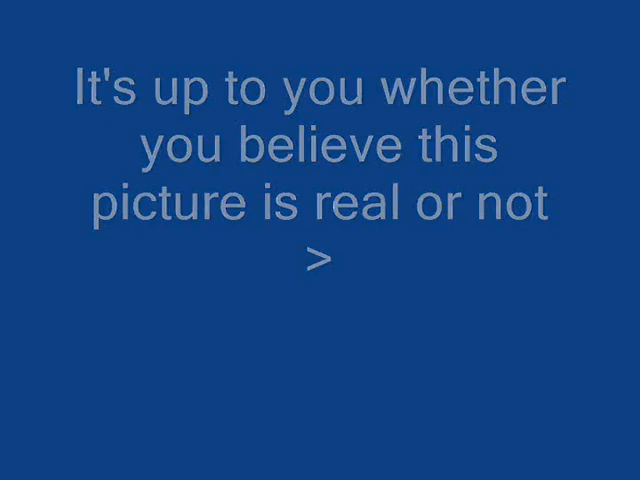 It's up to you whether
you believe this
picture is real or not
>